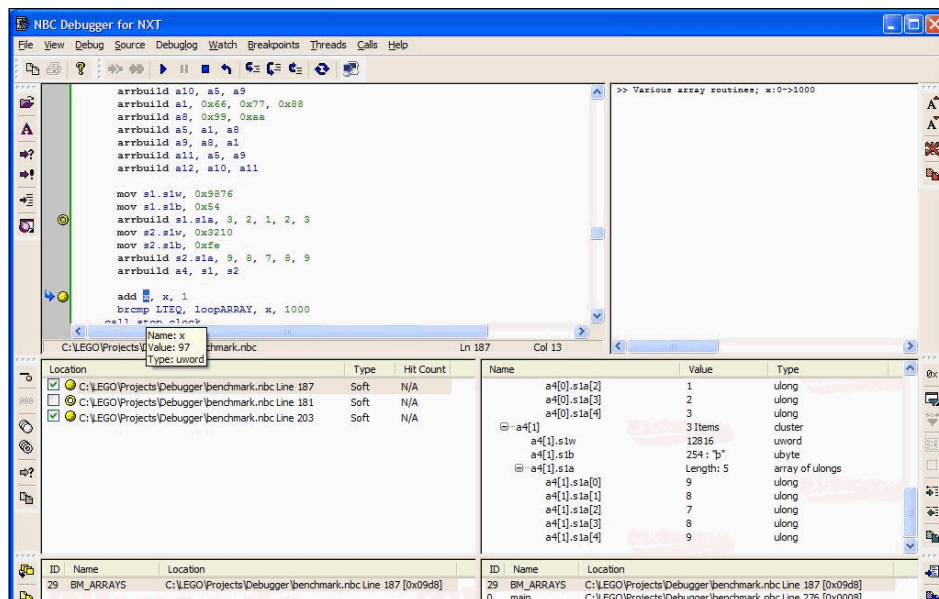 NBC Debugger for NXT
File View Debug Source Debuglog Watch Breakpoints Threads Calls Help
arrbuild a10, a5, a9
arrbuild a1, 0x66, 0x77, 0x88
arrbuild a8, 0x99, 0xaa
arrbuild a5, a1, a8
arrbuild a9, a8, a1
arrbuild a11, a5, a9
arrbuild a12, a10, a11
mov s1.s1w, 0x9876
mov s1.s1b, 0x54
arrbuild s1.s1a, 3, 2, 1, 2, 3
mov s2.s1w, 0x3210
mov s2.s1b, 0xfe
arrbuild s2.s1a, 9, 8, 7, 8, 9
arrbuild a4, s1, s2
add x, x, 1
brcmp LTEQ, loopARRAY, x, 1000
>> Various array routines; x:0->1000
Name: x
Value: 97
Type: uword
Ln 187 Col 13
Location Type Hit Count
C:\LEGO\Projects\Debugger\benchmark.nbc Line 187 Soft N/A
C:\LEGO\Projects\Debugger\benchmark.nbc Line 181 Soft N/A
C:\LEGO\Projects\Debugger\benchmark.nbc Line 203 Soft N/A
Name Value Type
a4[0].s1a[2] 1 ulong
a4[0].s1a[3] 2 ulong
a4[0].s1a[4] 3 ulong
a4[1] 3 Items cluster
a4[1].s1w 12816 uword
a4[1].s1b 254 : "þ" ubyte
a4[1].s1a Length: 5 array of ulongs
a4[1].s1a[0] 9 ulong
a4[1].s1a[1] 8 ulong
a4[1].s1a[2] 7 ulong
a4[1].s1a[3] 8 ulong
a4[1].s1a[4] 9 ulong
0x
ID Name Location
29 BM_ARRAYS C:\LEGO\Projects\Debugger\benchmark.nbc Line 187 [0x09d8]
ID Name Location
29 BM_ARRAYS C:\LEGO\Projects\Debugger\benchmark.nbc Line 187 [0x09d8]
0 main C:\LEGO\Projects\Debugger\benchmark.nbc Line 276 [0x0008]